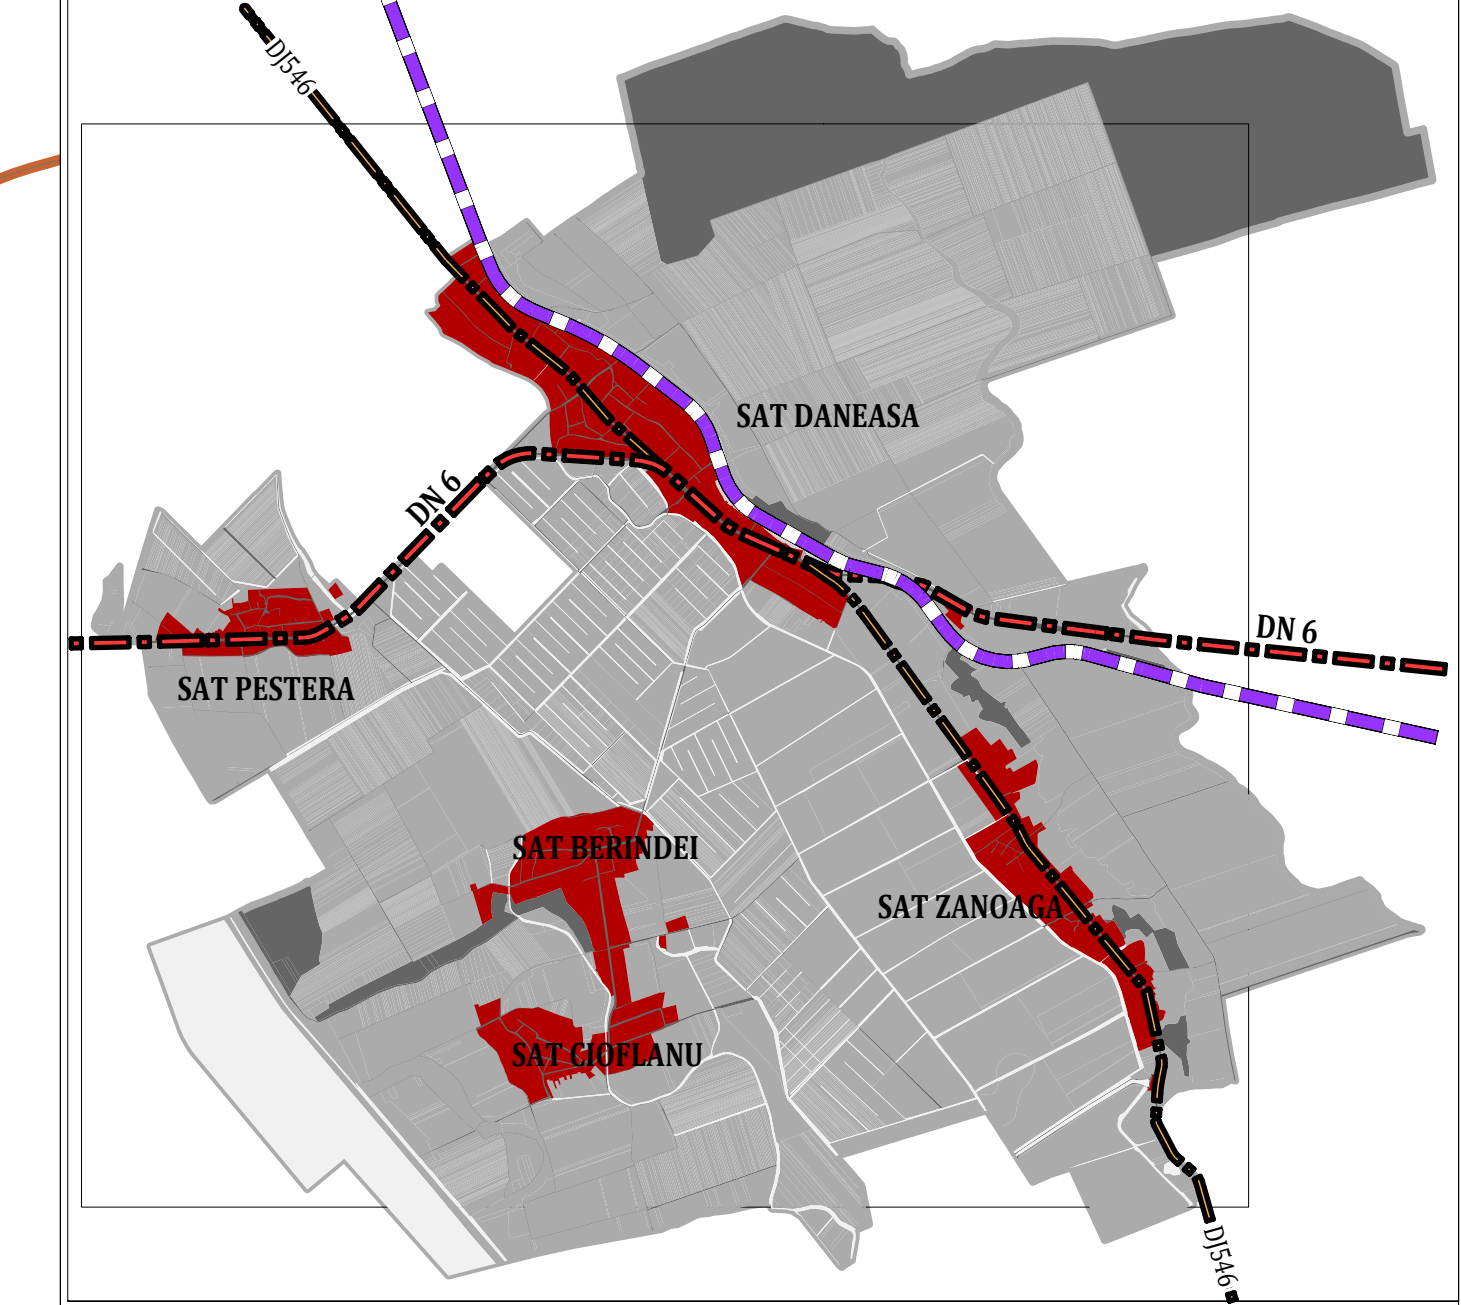 DJ546
SAT DANEASA
DN 6
DN 6
SAT PESTERA
SAT BERINDEI
SAT ZANOAGA
SAT CIOFLANU
DJ546